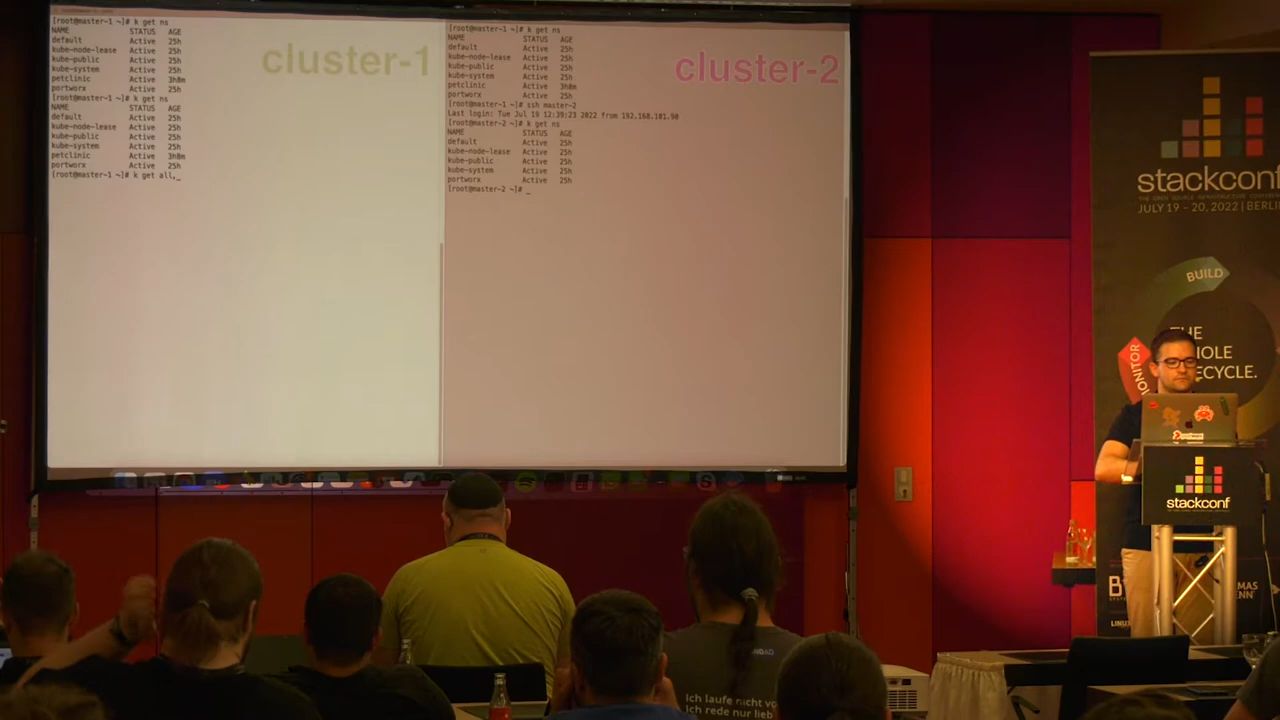 [root@master-1 ~]# k get ns
NAME STATUS AGE
default Active 25h
kube-node-lease Active 25h
kube-public Active 25h
kube-system Active 25h
petclinic Active 3h8m
portworx Active 25h
[root@master-1 ~]# k get ns
NAME STATUS AGE
default Active 25h
kube-node-lease Active 25h
kube-public Active 25h
kube-system Active 25h
petclinic Active 3h8m
portworx Active 25h
[root@master-1 ~]# k get all,_
cluster-1
[root@master-1 ~]# k get ns
NAME STATUS AGE
default Active 25h
kube-node-lease Active 25h
kube-public Active 25h
kube-system Active 25h
petclinic Active 3h8m
portworx Active 25h
[root@master-1 ~]# ssh master-2
Last login: Tue Jul 19 12:39:23 2022 from 192.168.101.90
[root@master-2 ~]# k get ns
NAME STATUS AGE
default Active 25h
kube-node-lease Active 25h
kube-public Active 25h
kube-system Active 25h
portworx Active 25h
[root@master-2 ~]# _
cluster-2
stackconf
JULY 19 – 20, 2022 | BERLI
BUILD
THE
HOLE
ECYCLE.
MONITOR
stackconf
Ich laufe nicht vo
Ich rede nur lieb